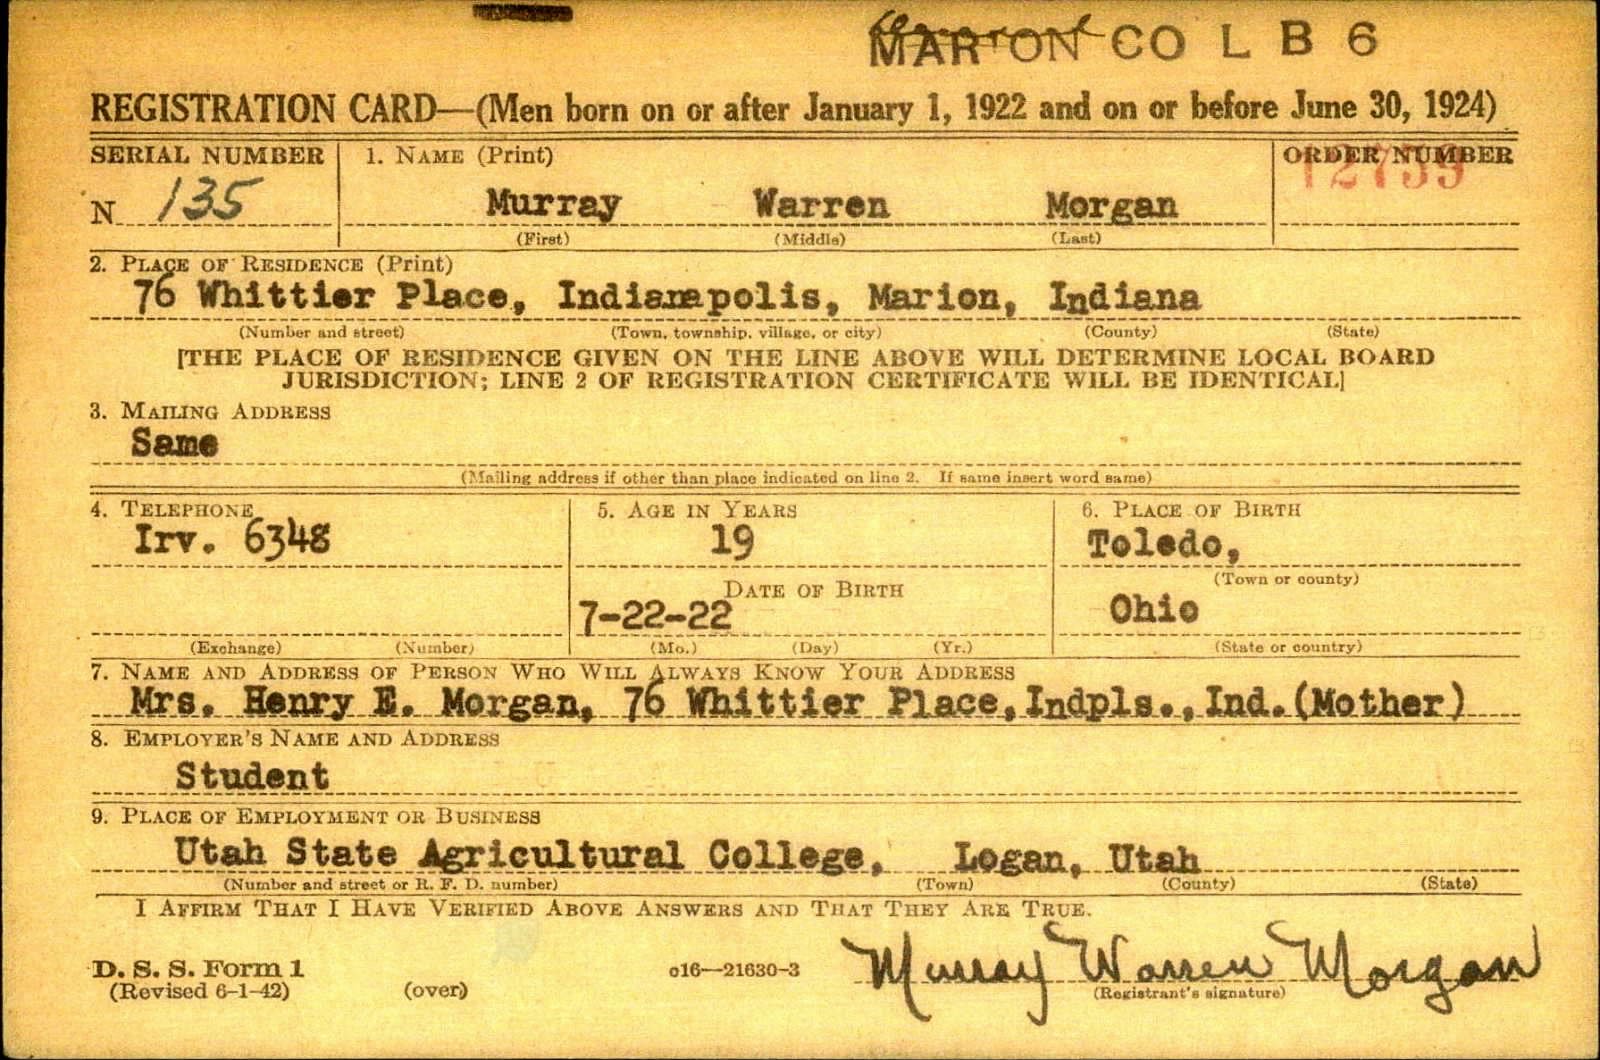 MARION CO L B 6
REGISTRATION CARD—(Men born on or after January 1, 1922 and on or before June 30, 1924)
SERIAL NUMBER 1. NAME (Print) ORDER NUMBER
N 135 Murray Warren Morgan 12739
(First) (Middle) (Last)
2. PLACE OF RESIDENCE (Print)
76 Whittier Place, Indianapolis, Marion, Indiana
(Number and street) (Town, township, village, or city) (County) (State)
[THE PLACE OF RESIDENCE GIVEN ON THE LINE ABOVE WILL DETERMINE LOCAL BOARD
JURISDICTION; LINE 2 OF REGISTRATION CERTIFICATE WILL BE IDENTICAL]
3. MAILING ADDRESS
Same
(Mailing address if other than place indicated on line 2. If same insert word same)
4. TELEPHONE 5. AGE IN YEARS 6. PLACE OF BIRTH
Irv. 6348 19 Toledo,
DATE OF BIRTH (Town or county)
7-22-22 Ohio
(Exchange) (Number) (Mo.) (Day) (Yr.) (State or country)
7. NAME AND ADDRESS OF PERSON WHO WILL ALWAYS KNOW YOUR ADDRESS
Mrs. Henry E. Morgan, 76 Whittier Place, Indpls., Ind. (Mother)
8. EMPLOYER'S NAME AND ADDRESS
Student
9. PLACE OF EMPLOYMENT OR BUSINESS
Utah State Agricultural College, Logan, Utah
(Number and street or R. F. D. number) (Town) (County) (State)
I AFFIRM THAT I HAVE VERIFIED ABOVE ANSWERS AND THAT THEY ARE TRUE.
D. S. S. Form 1 c16—21630-3 Murray Warren Morgan
(Revised 6-1-42) (over) (Registrant's signature)